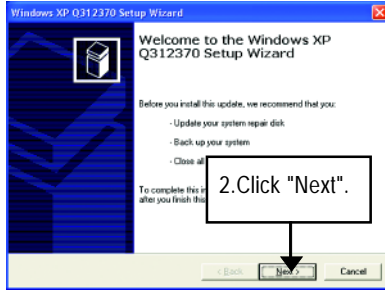 Windows XP Q312370 Setup Wizard
Welcome to the Windows XP
Q312370 Setup Wizard
Before you install this update, we recommend that you:
- Update your system repair disk
- Back up your system
- Close all
To complete this
after you finish this
2.Click "Next".
< Back
Next >
Cancel